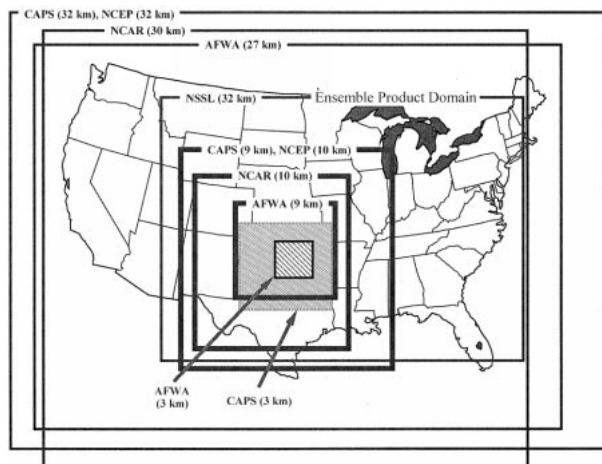 CAPS (32 km), NCEP (32 km)
NCAR (30 km)
AFWA (27 km)
NSSL (32 km) Ensemble Product Domain
CAPS (9 km), NCEP (10 km)
NCAR (10 km)
AFWA (9 km)
AFWA
(3 km)
CAPS (3 km)